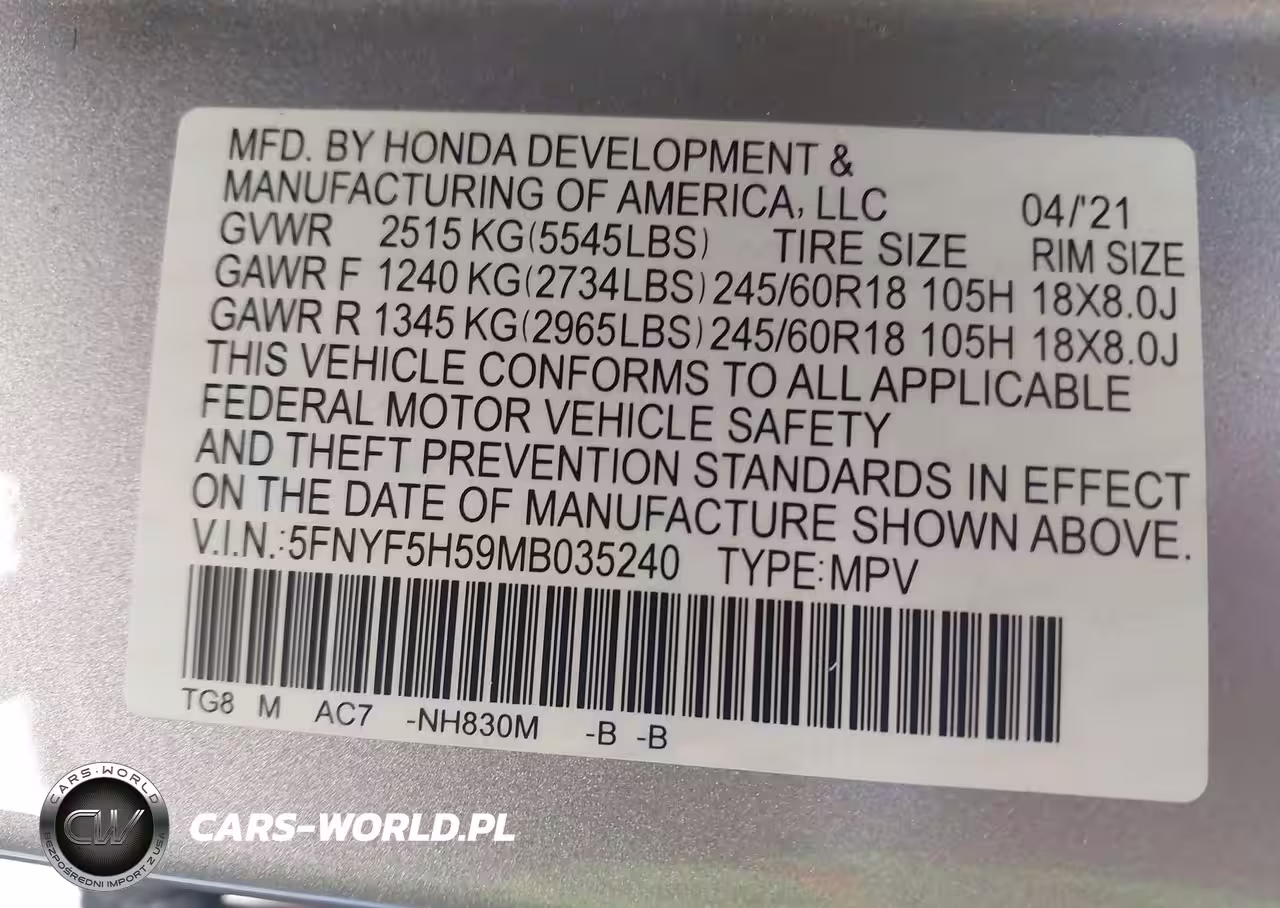 MFD. BY HONDA DEVELOPMENT &
MANUFACTURING OF AMERICA, LLC 04/'21
GVWR 2515 KG(5545LBS) TIRE SIZE RIM SIZE
GAWR F 1240 KG(2734LBS) 245/60R18 105H 18X8.0J
GAWR R 1345 KG(2965LBS) 245/60R18 105H 18X8.0J
THIS VEHICLE CONFORMS TO ALL APPLICABLE
FEDERAL MOTOR VEHICLE SAFETY
AND THEFT PREVENTION STANDARDS IN EFFECT
ON THE DATE OF MANUFACTURE SHOWN ABOVE.
V.I.N.:5FNYF5H59MB035240 TYPE:MPV
TG8 M AC7 -NH830M -B -B
CARS-WORLD
CW
BEZPOŚREDNI IMPORT Z USA
CARS-WORLD.PL